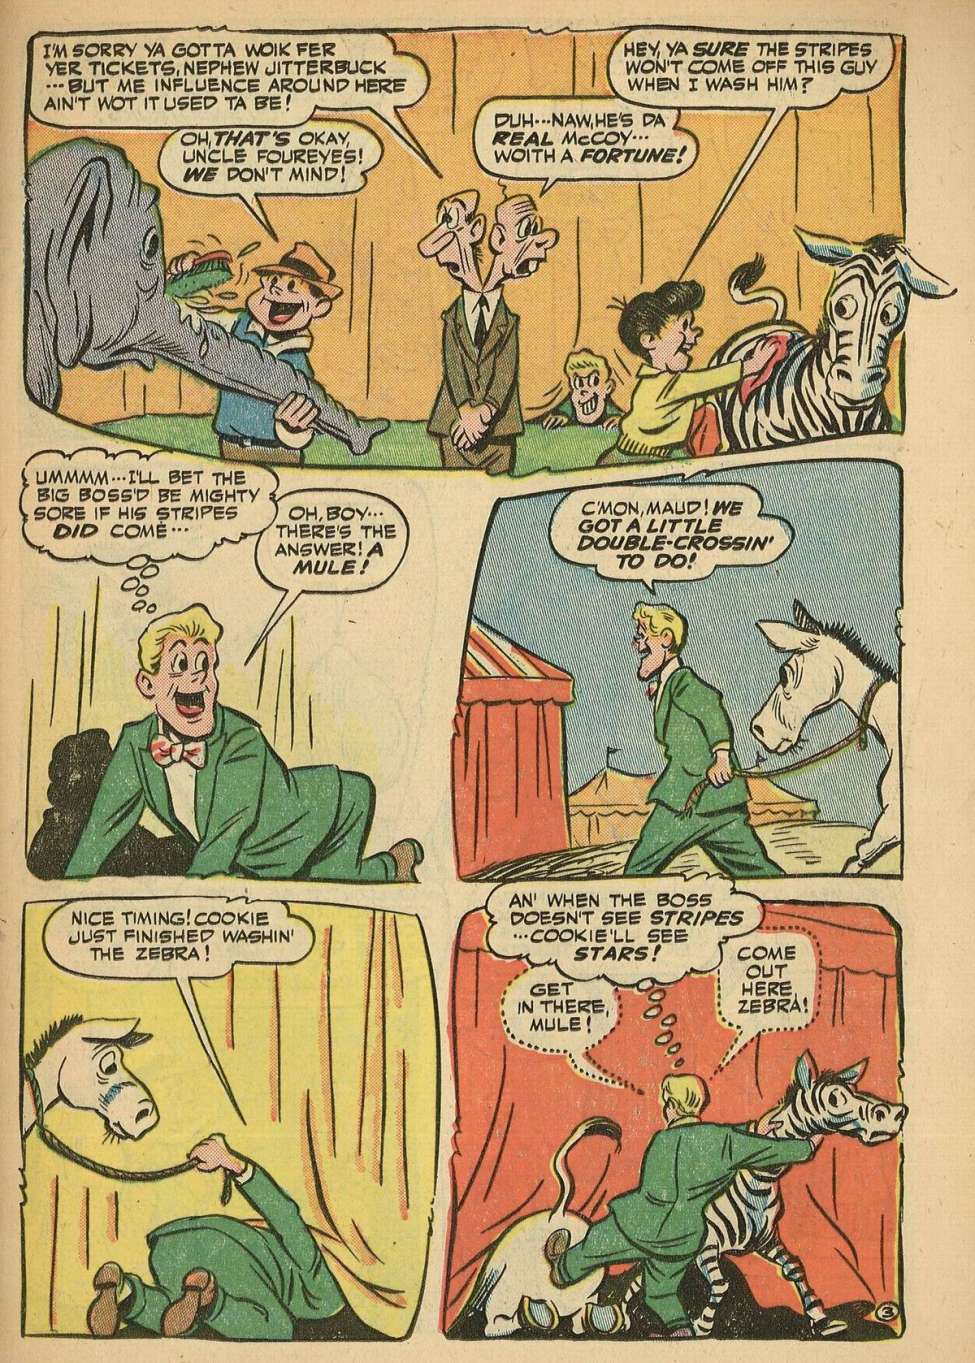 I'M SORRY YA GOTTA WOIK FER
YER TICKETS, NEPHEW JITTERBUCK
---BUT ME INFLUENCE AROUND HERE
AIN'T WOT IT USED TA BE!
OH, THAT'S OKAY,
UNCLE FOUREYES!
WE DON'T MIND!
DUH---NAW, HE'S DA
REAL McCOY---
WOITH A FORTUNE!
HEY, YA SURE THE STRIPES
WON'T COME OFF THIS GUY
WHEN I WASH HIM?
UMMMM---I'LL BET THE
BIG BOSS'D BE MIGHTY
SORE IF HIS STRIPES
DID COME---
OH, BOY---
THERE'S THE
ANSWER! A
MULE!
C'MON, MAUD! WE
GOT A LITTLE
DOUBLE-CROSSIN'
TO DO!
NICE TIMING! COOKIE
JUST FINISHED WASHIN'
THE ZEBRA!
AN' WHEN THE BOSS
DOESN'T SEE STRIPES
---COOKIE'LL SEE
STARS!
GET
IN THERE,
MULE!
COME
OUT
HERE,
ZEBRA!
3